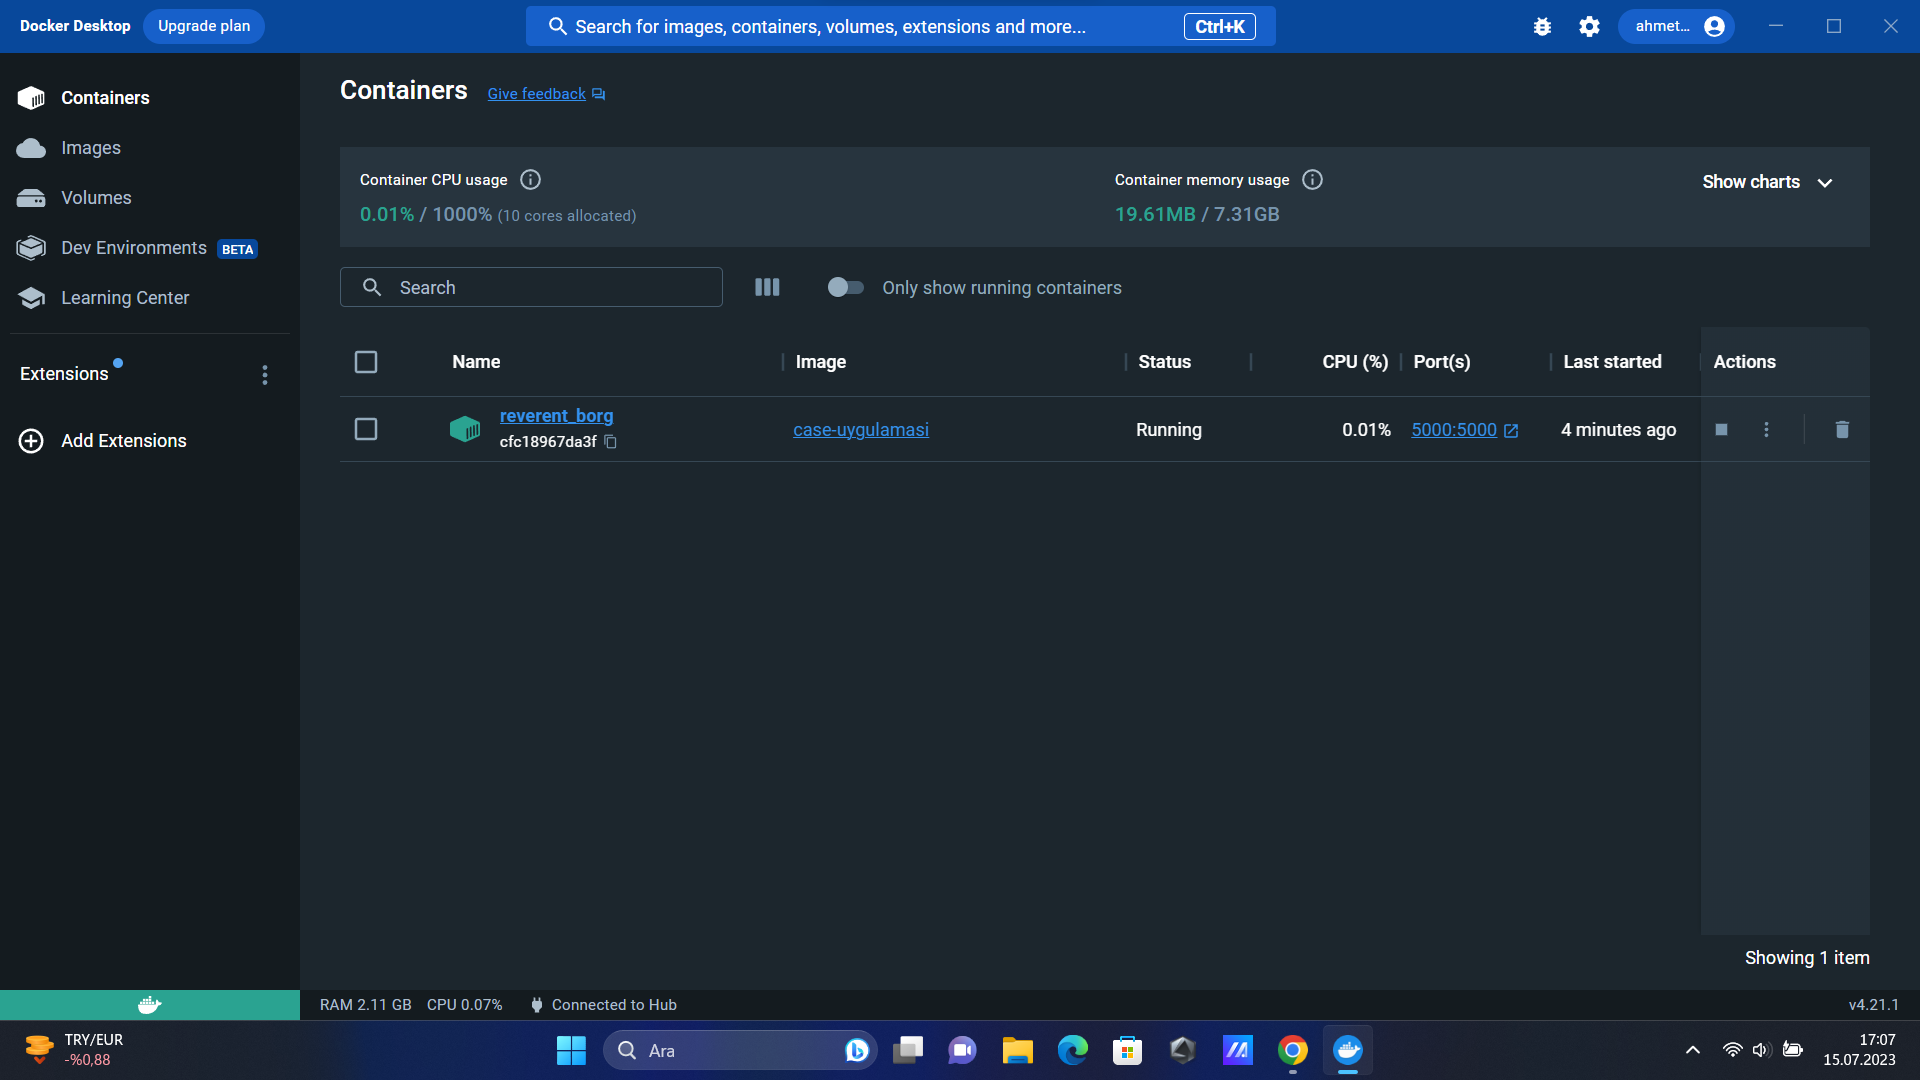 Docker Desktop Upgrade plan Search for images, containers, volumes, extensions and more... Ctrl+K ahmet...
Containers
Images
Volumes
Dev Environments BETA
Learning Center
Extensions
Add Extensions
Containers Give feedback
Container CPU usage
0.01% / 1000% (10 cores allocated)
Container memory usage
19.61MB / 7.31GB
Show charts
Search Only show running containers
Name Image Status CPU (%) Port(s) Last started Actions
reverent_borg
cfc18967da3f
case-uygulamasi Running 0.01% 5000:5000 4 minutes ago
Showing 1 item
RAM 2.11 GB CPU 0.07% Connected to Hub v4.21.1
TRY/EUR
-%0,88
Ara
17:07
15.07.2023